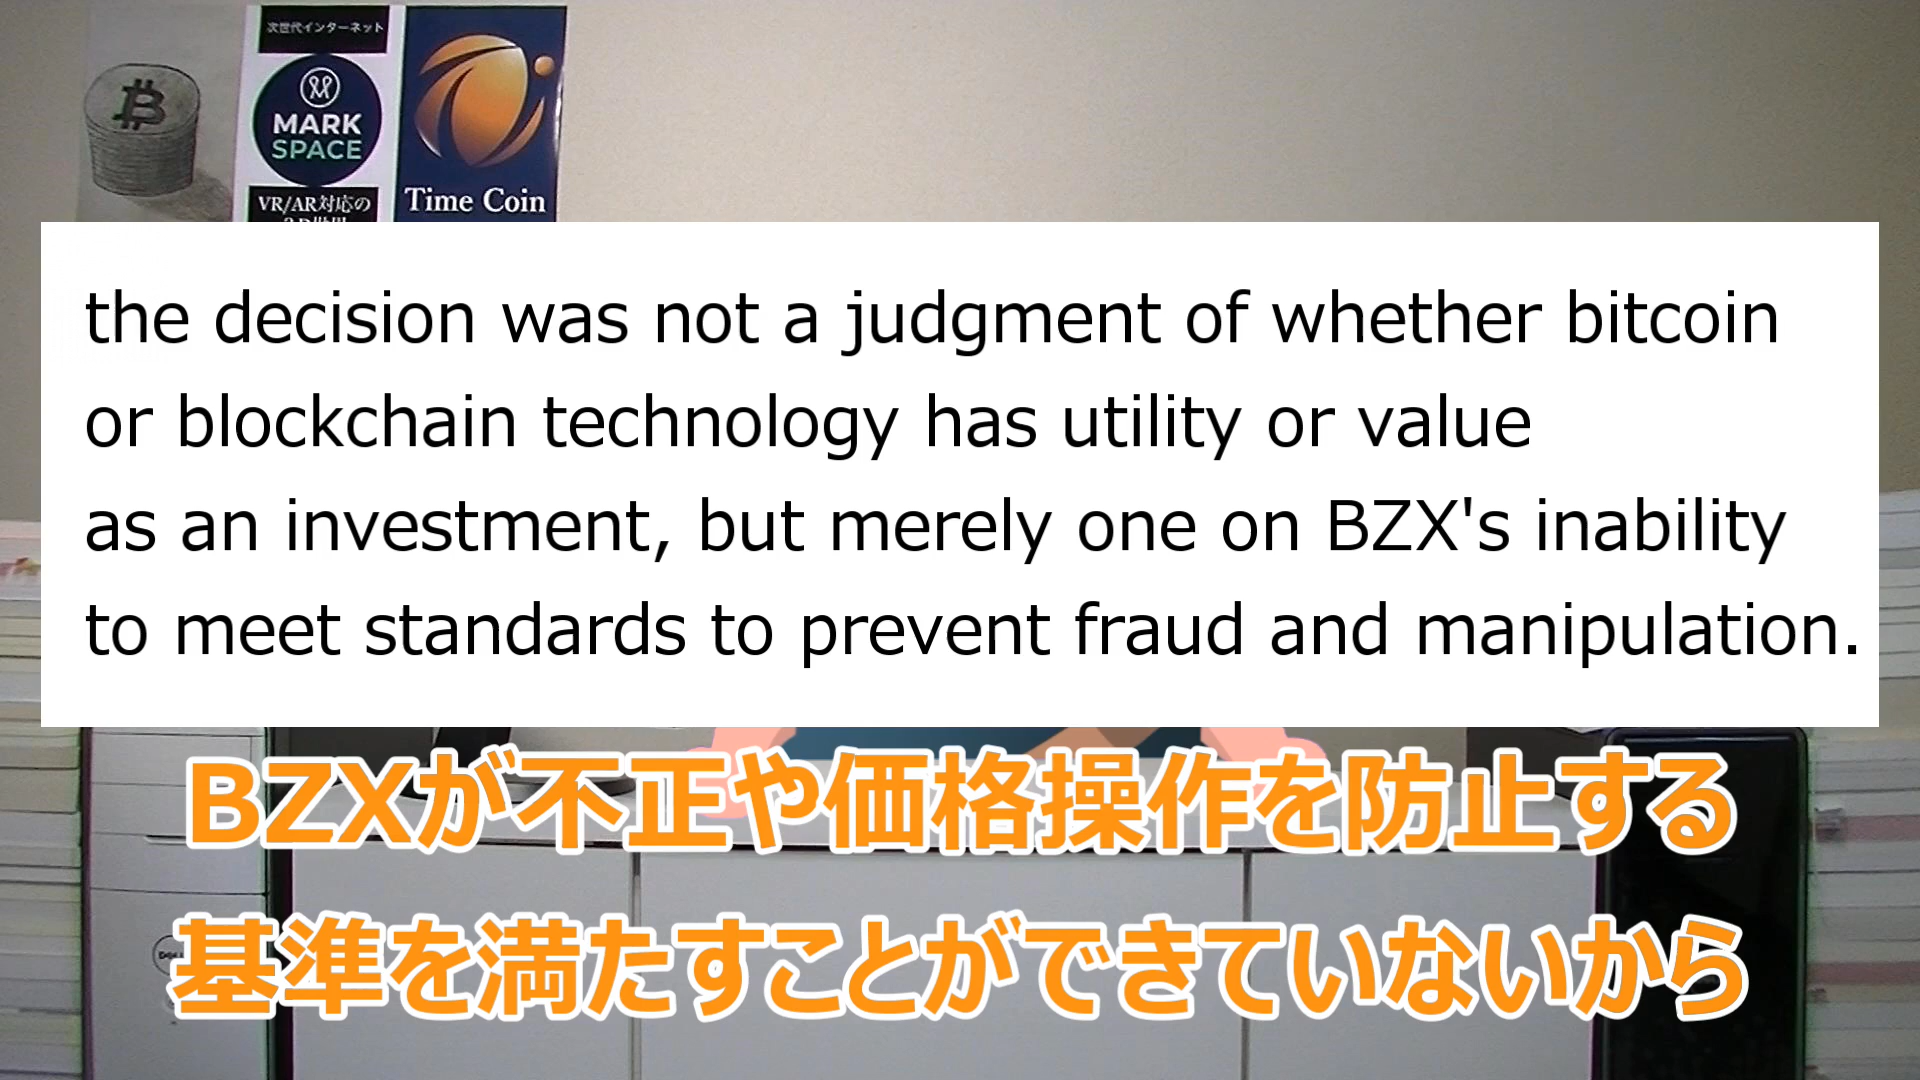 次世代インターネット
MARK
SPACE
VR/AR対応の
Time Coin
the decision was not a judgment of whether bitcoin
or blockchain technology has utility or value
as an investment, but merely one on BZX's inability
to meet standards to prevent fraud and manipulation.
BZXが不正や価格操作を防止する
基準を満たすことができていないから